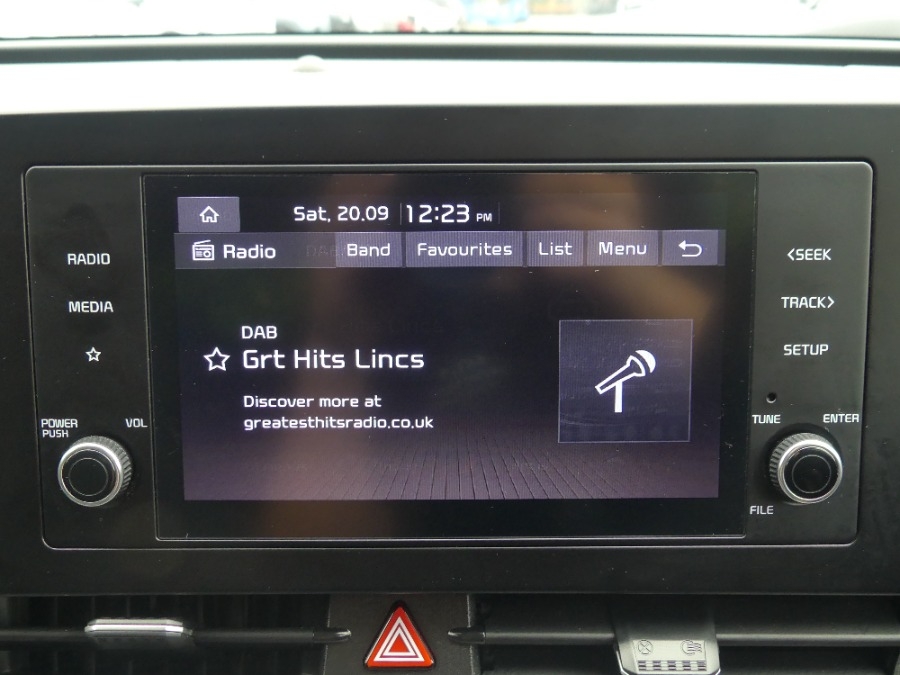 Sat, 20.09 12:23 PM
Radio DAB Band Favourites List Menu
DAB
Grt Hits Lincs
Discover more at
greatesthitsradio.co.uk
RADIO
MEDIA
POWER
PUSH
VOL
<SEEK
TRACK>
SETUP
TUNE
ENTER
FILE